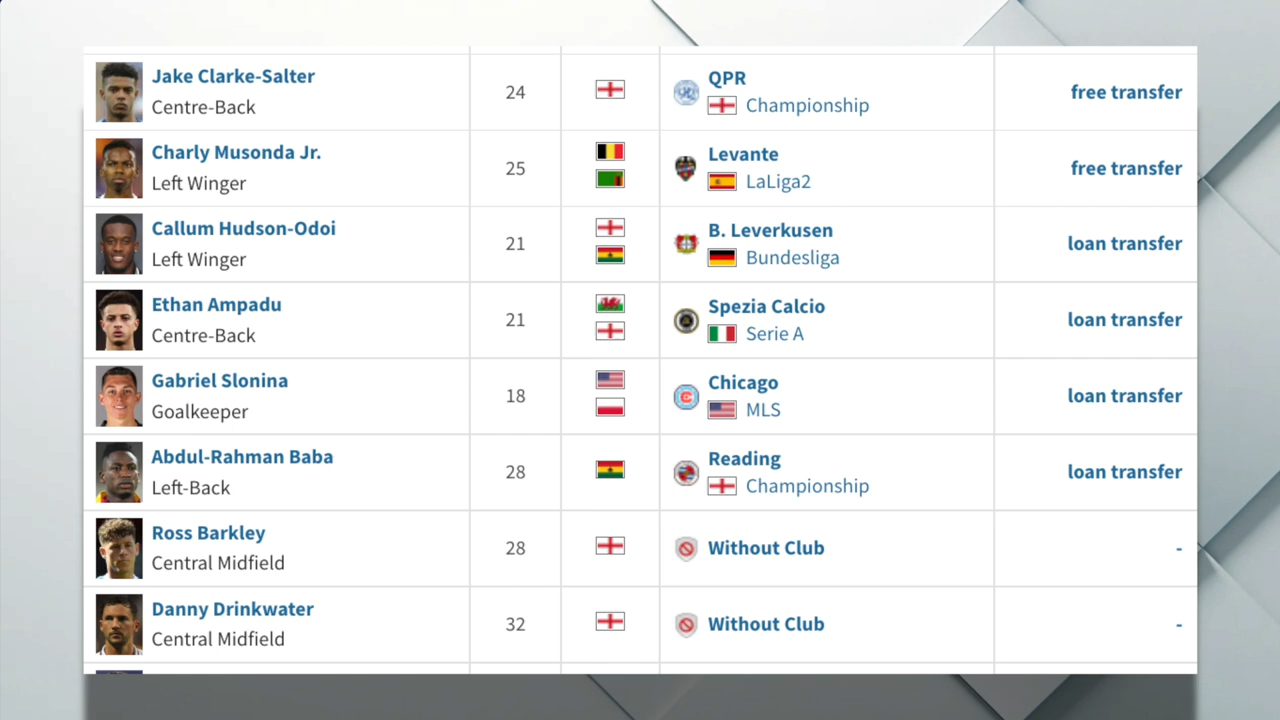 Jake Clarke-Salter
Centre-Back
24
QPR
Championship
free transfer
Charly Musonda Jr.
Left Winger
25
Levante
LaLiga2
free transfer
Callum Hudson-Odoi
Left Winger
21
B. Leverkusen
Bundesliga
loan transfer
Ethan Ampadu
Centre-Back
21
Spezia Calcio
Serie A
loan transfer
Gabriel Slonina
Goalkeeper
18
Chicago
MLS
loan transfer
Abdul-Rahman Baba
Left-Back
28
Reading
Championship
loan transfer
Ross Barkley
Central Midfield
28
Without Club
-
Danny Drinkwater
Central Midfield
32
Without Club
-